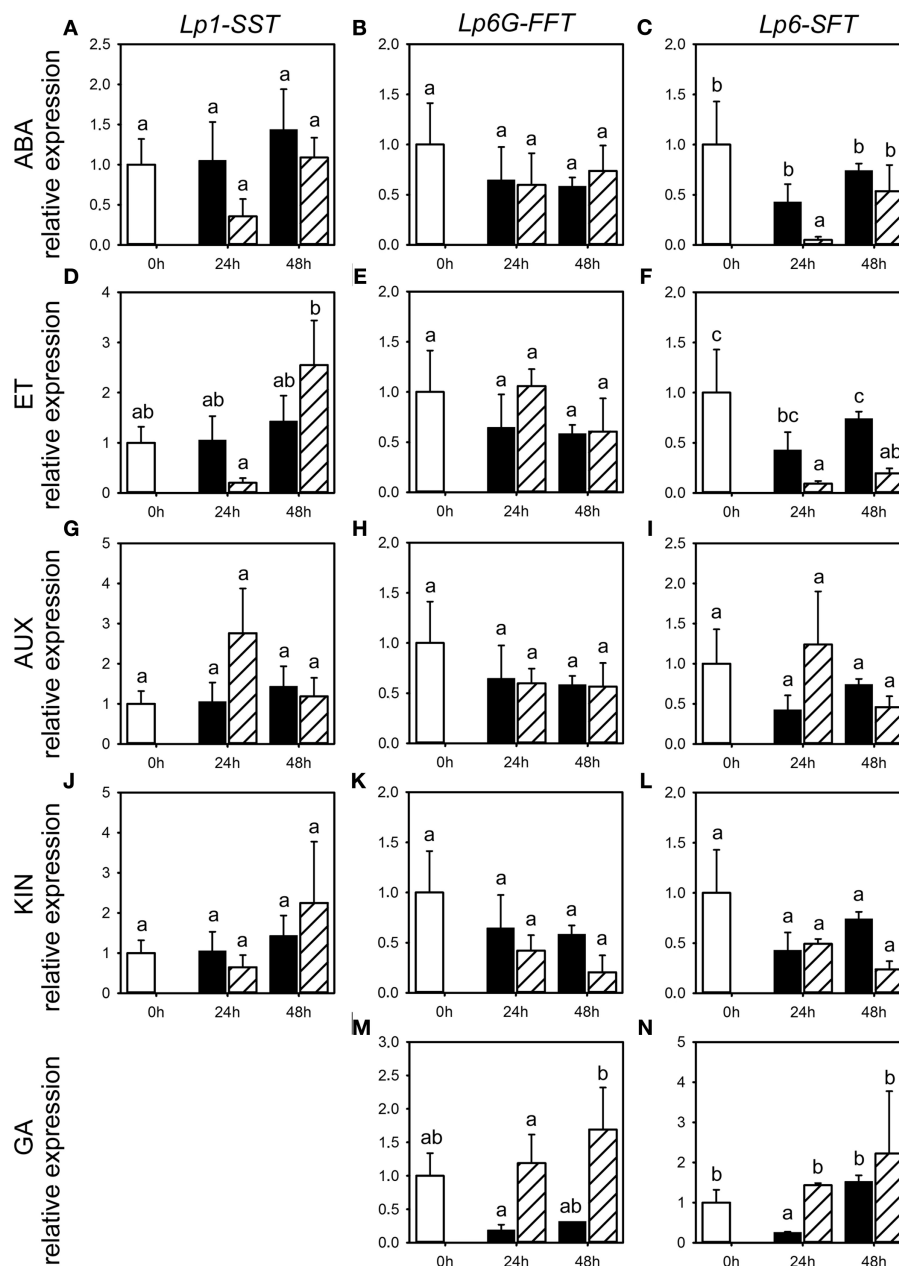 Lp1-SST Lp6G-FFT Lp6-SFT
ABA
relative expression
A
2.5
2.0
1.5
1.0
0.5
0.0
a a a a a
0h 24h 48h
B
2.0
1.5
1.0
0.5
0.0
a a a a a
0h 24h 48h
C
2.0
1.5
1.0
0.5
0.0
b b a b b
0h 24h 48h
ET
relative expression
D
4
3
2
1
0
ab ab a ab b
0h 24h 48h
E
2.0
1.5
1.0
0.5
0.0
a a a a a
0h 24h 48h
F
2.0
1.5
1.0
0.5
0.0
c bc a c ab
0h 24h 48h
AUX
relative expression
G
5
4
3
2
1
0
a a a a a
0h 24h 48h
H
2.0
1.5
1.0
0.5
0.0
a a a a a
0h 24h 48h
I
2.5
2.0
1.5
1.0
0.5
0.0
a a a a a
0h 24h 48h
KIN
relative expression
J
5
4
3
2
1
0
a a a a a
0h 24h 48h
K
2.0
1.5
1.0
0.5
0.0
a a a a a
0h 24h 48h
L
2.0
1.5
1.0
0.5
0.0
a a a a a
0h 24h 48h
GA
relative expression
M
3.0
2.5
2.0
1.5
1.0
0.5
0.0
ab a a ab b
0h 24h 48h
N
5
4
2
1
0
b a b b b
0h 24h 48h